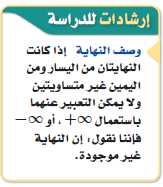 إرشادات للدراسة
وصف النهاية إذا كانت
النهايتان من اليسار ومن
اليمين غير متساويتين
ولا يمكن التعبير عنهما
باستعمال ∞+ ، أو ∞−
فإننا نقول: إن النهاية
غير موجودة.